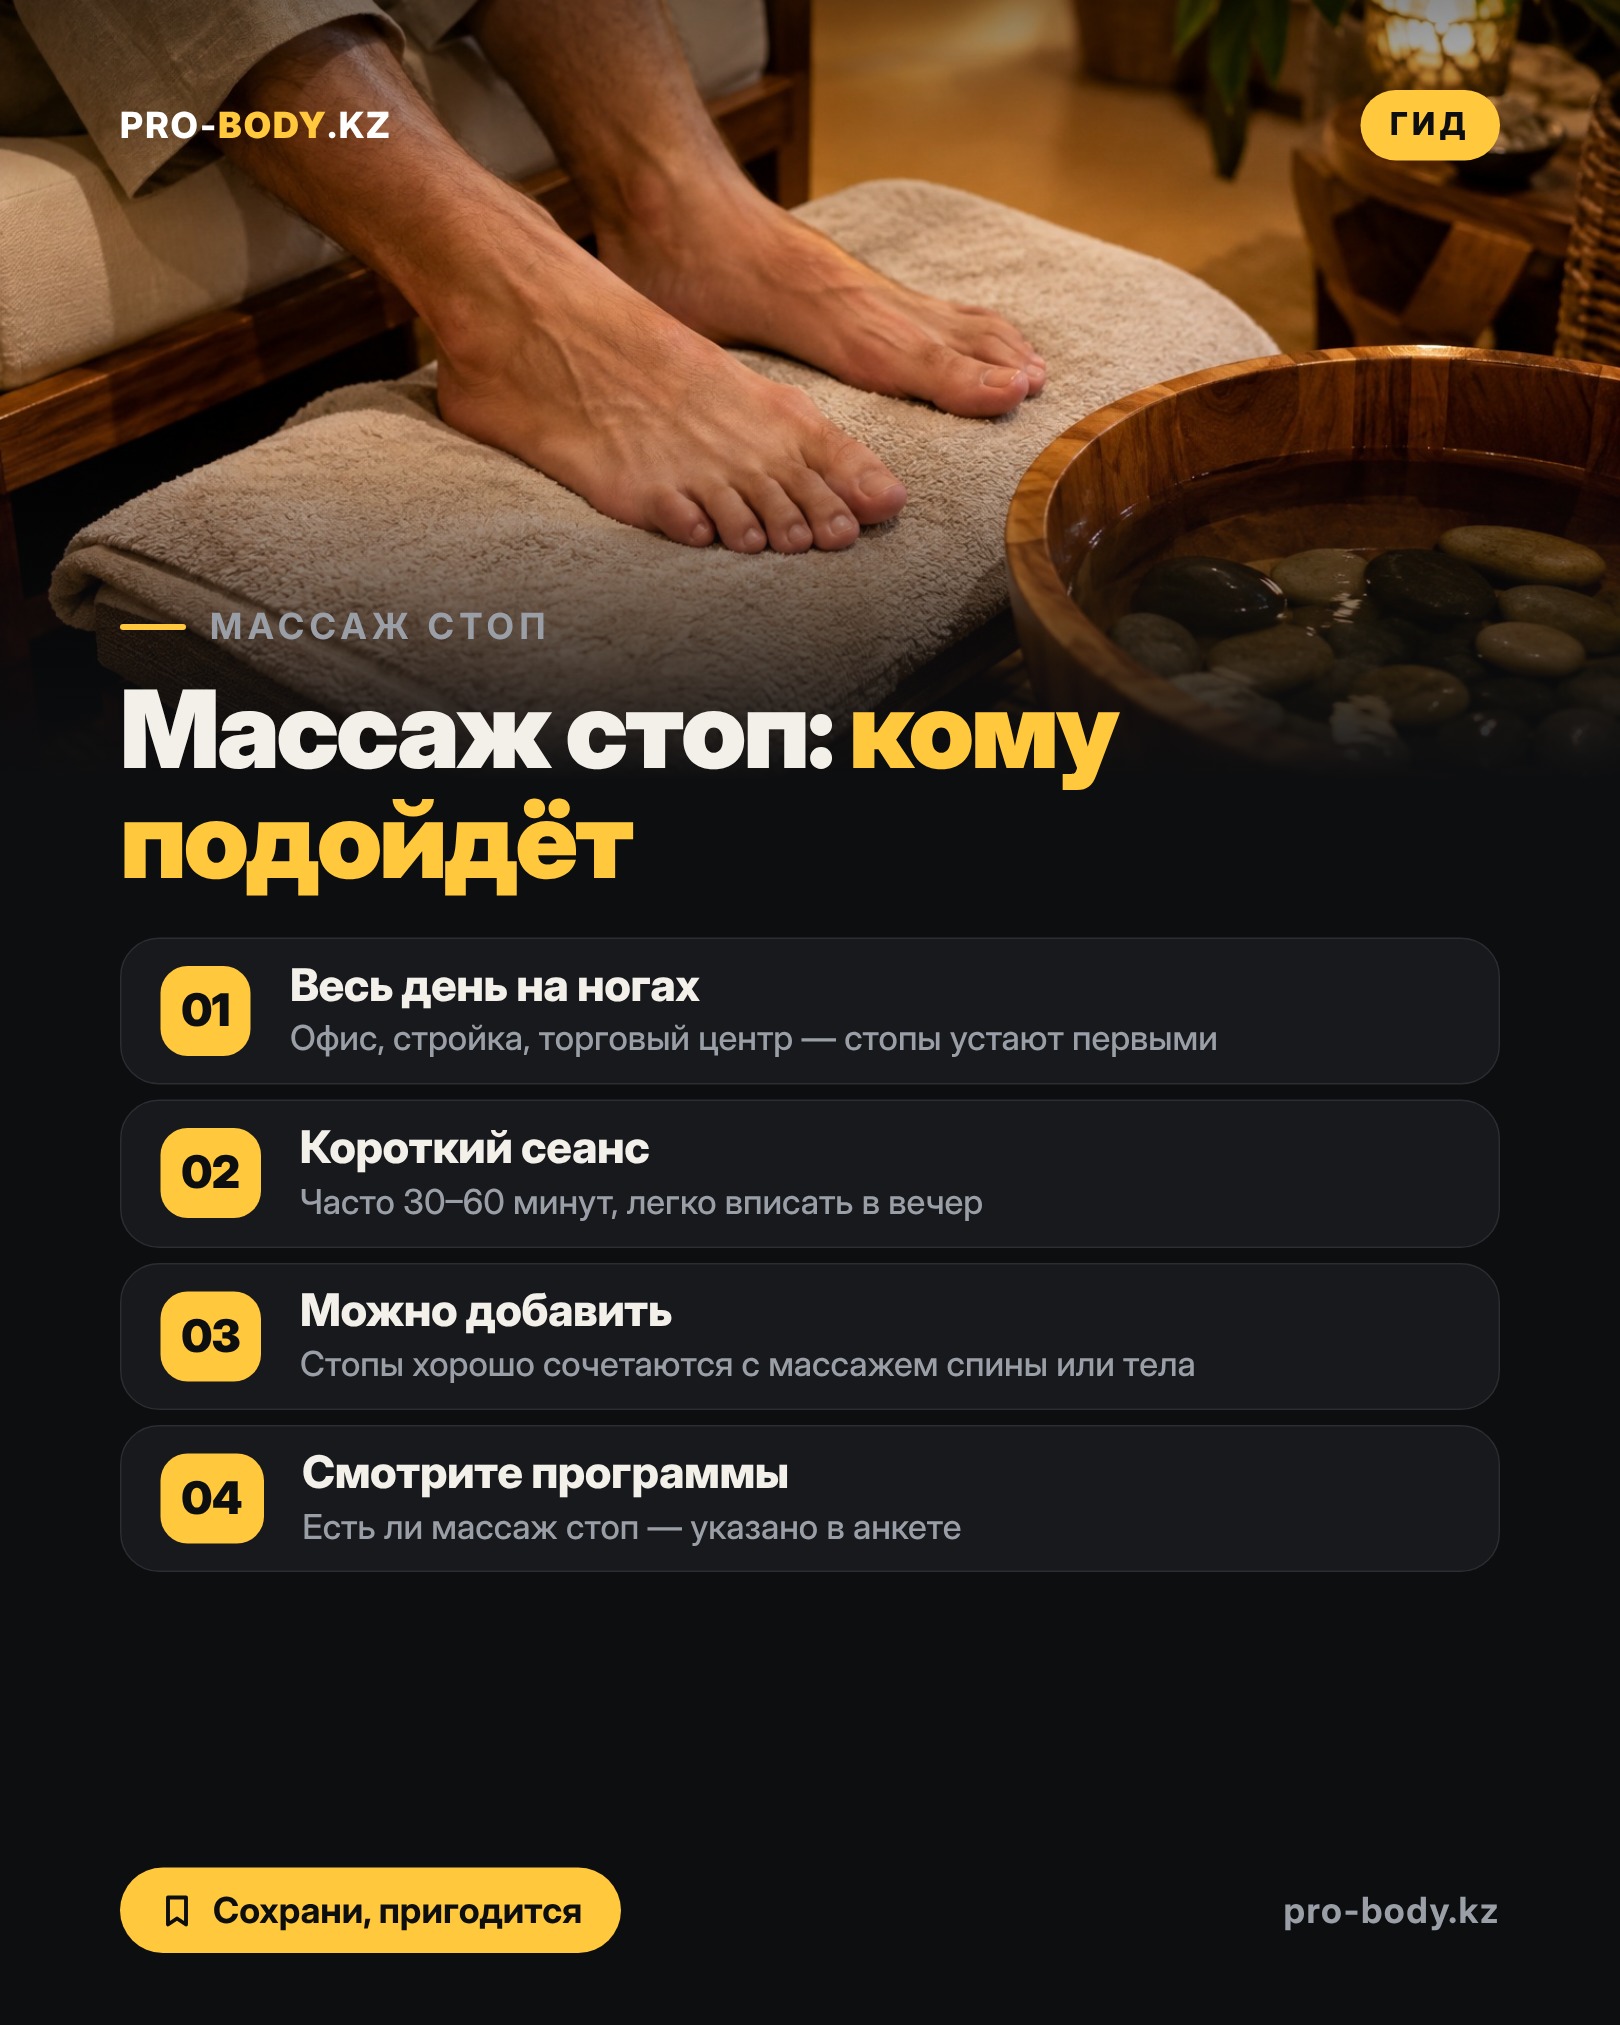 PRO-BODY.KZ
ГИД
МАССАЖ СТОП
Массаж стоп: кому
подойдёт
01
Весь день на ногах
Офис, стройка, торговый центр — стопы устают первыми
02
Короткий сеанс
Часто 30–60 минут, легко вписать в вечер
03
Можно добавить
Стопы хорошо сочетаются с массажем спины или тела
04
Смотрите программы
Есть ли массаж стоп — указано в анкете
Сохрани, пригодится
pro-body.kz